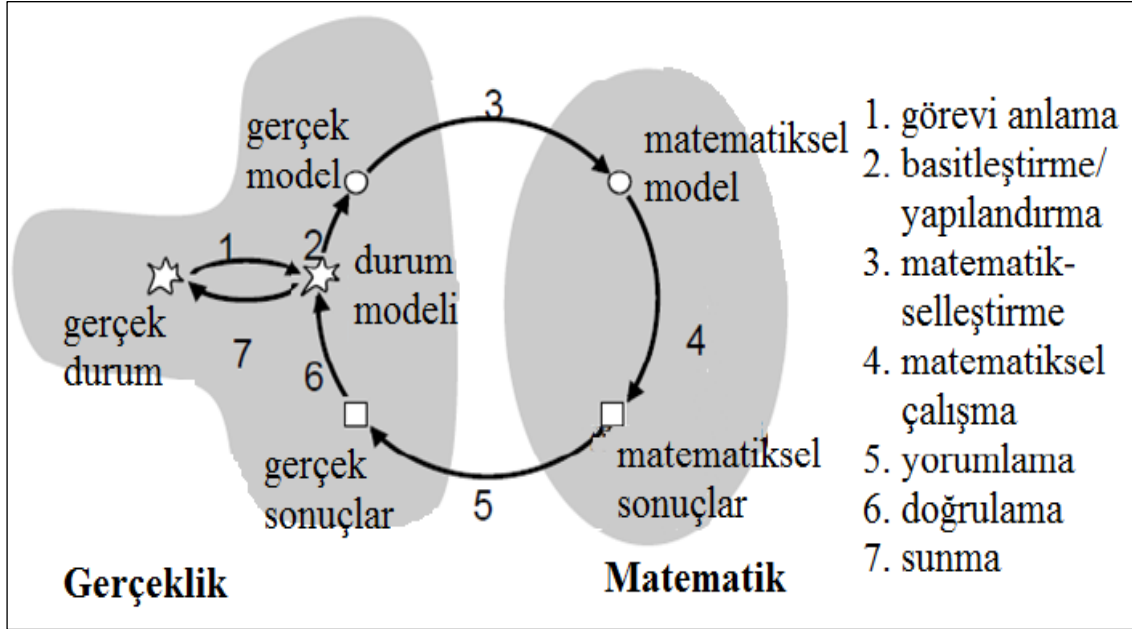 3
gerçek
model
matematiksel
model
1
2
durum
modeli
gerçek
durum
7
6
4
gerçek
sonuçlar
5
matematiksel
sonuçlar
Gerçeklik
Matematik
1. görevi anlama
2. basitleştirme/
yapılandırma
3. matematik-
selleştirme
4. matematiksel
çalışma
5. yorumlama
6. doğrulama
7. sunma